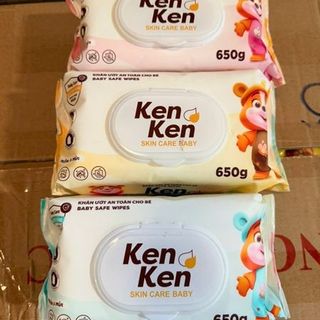 Ken
Ken
SKIN CARE BABY
650g
KHĂN ƯỚT AN TOÀN CHO BÉ
BABY SAFE WIPES
Ken
Ken
SKIN CARE BABY
650g
KHĂN ƯỚT AN TOÀN CHO BÉ
BABY SAFE WIPES
Ken
Ken
SKIN CARE BABY
650g